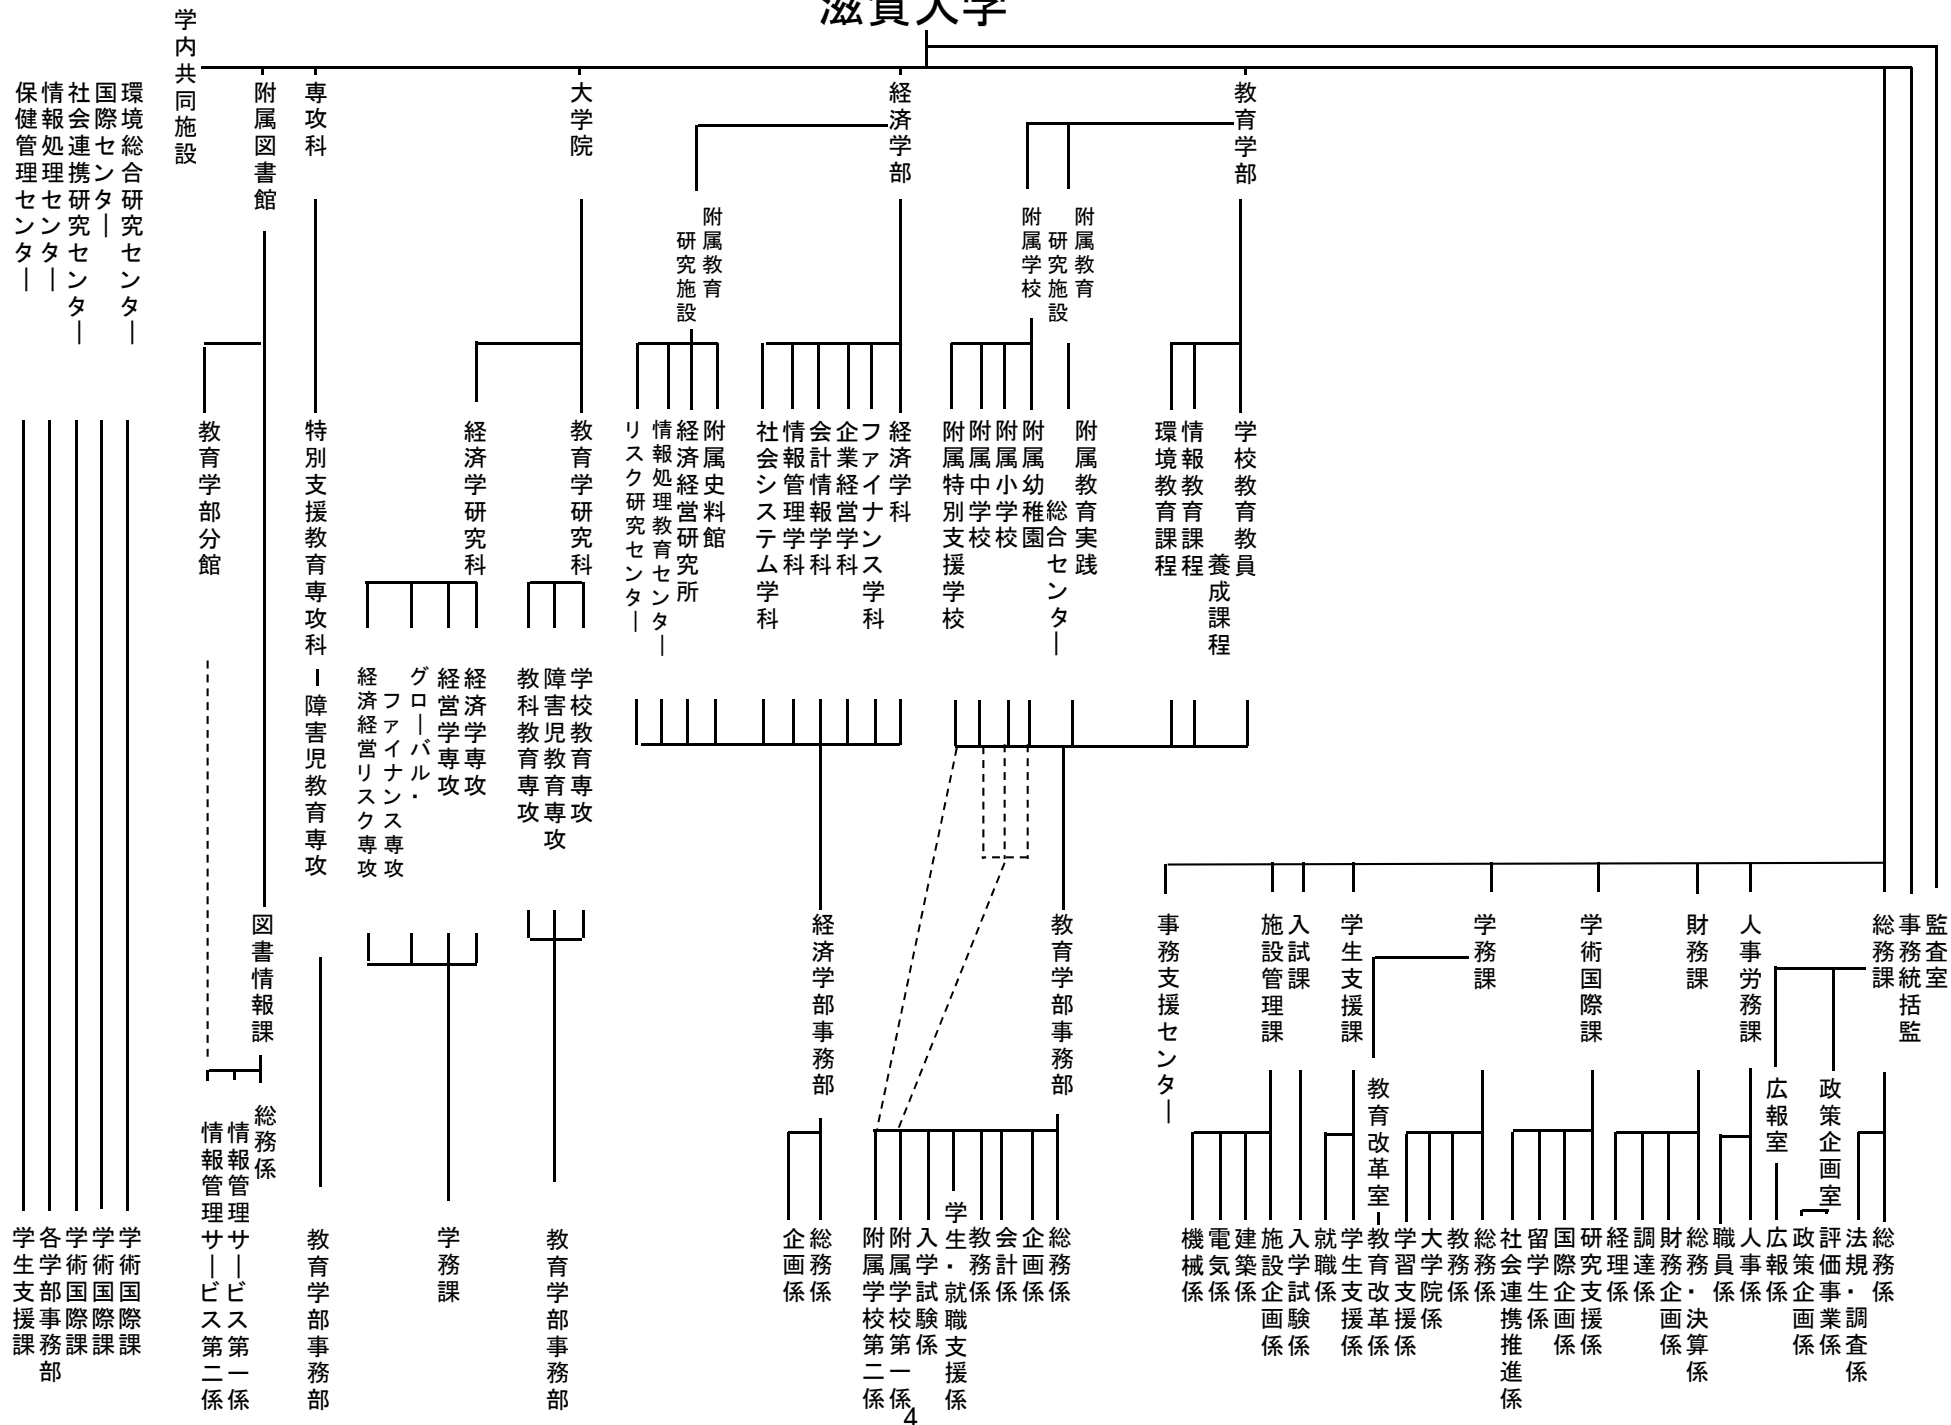 滋賀大学
監査室
事務統括監
総務課
総務係
法規・調査係
政策企画室
評価事業係
政策企画係
広報室
広報係
人事労務課
人事係
職員係
財務課
総務・決算係
財務企画係
調達係
経理係
学術国際課
研究支援係
国際企画係
留学生係
社会連携推進係
学務課
総務係
教務係
大学院係
学習支援係
教育改革室
教育改革係
学生支援課
学生支援係
就職係
入試課
入学試験係
施設管理課
施設企画係
建築係
電気係
機械係
事務支援センター
教育学部
学校教育教員
養成課程
情報教育課程
環境教育課程
附属教育
研究施設
附属教育実践
総合センター
附属学校
附属幼稚園
附属小学校
附属中学校
附属特別支援学校
教育学部事務部
総務係
企画係
会計係
教務係
学生・就職支援係
入学試験係
附属学校第一係
附属学校第二係
経済学部
経済学科
ファイナンス学科
企業経営学科
会計情報学科
情報管理学科
社会システム学科
附属教育
研究施設
附属史料館
経済経営研究所
情報処理教育センター
リスク研究センター
経済学部事務部
総務係
企画係
大学院
教育学研究科
学校教育専攻
障害児教育専攻
教科教育専攻
教育学部事務部
経済学研究科
経済学専攻
経営学専攻
グローバル・
ファイナンス専攻
経済経営リスク専攻
学務課
専攻科
特別支援教育専攻科
障害児教育専攻
教育学部事務部
附属図書館
図書情報課
総務係
情報管理サービス第一係
情報管理サービス第二係
教育学部分館
学内共同施設
環境総合研究センター
学術国際課
国際センター
学術国際課
社会連携研究センター
学術国際課
情報処理センター
各学部事務部
保健管理センター
学生支援課
4